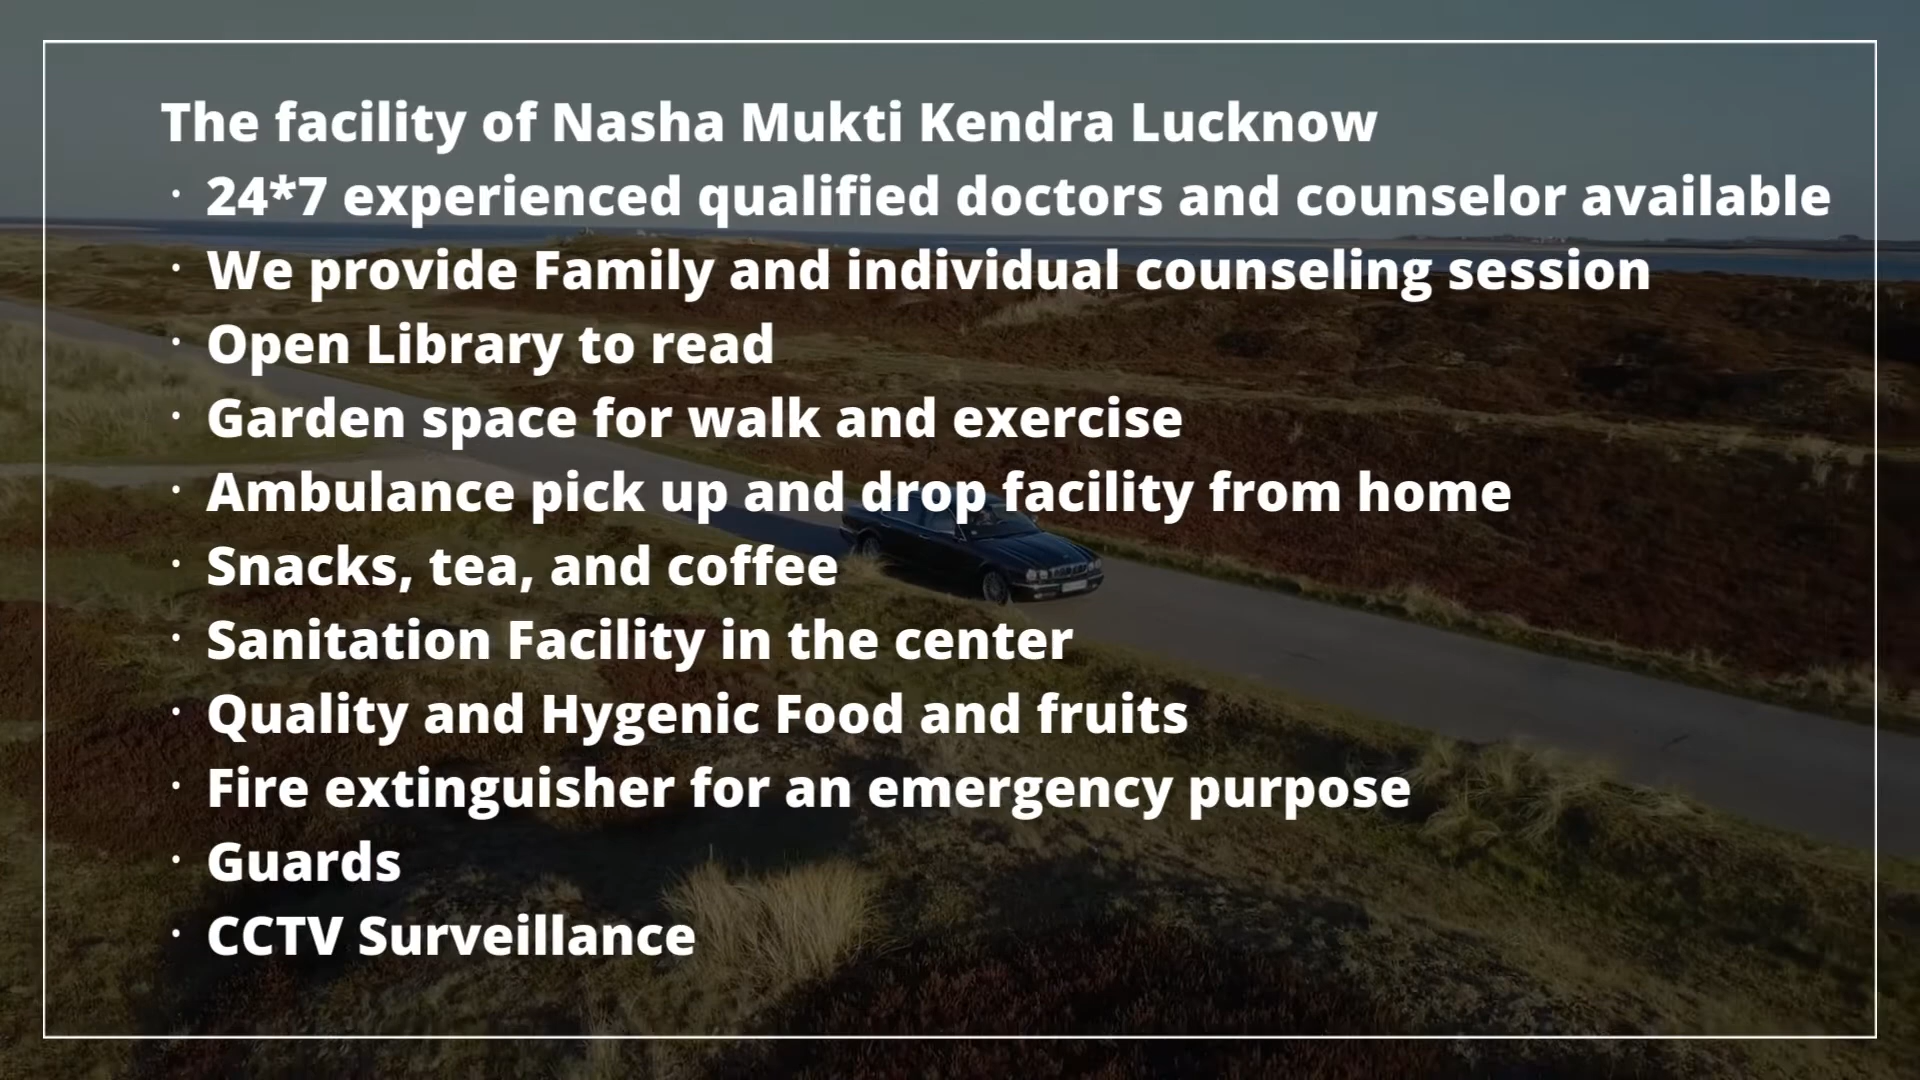 The facility of Nasha Mukti Kendra Lucknow
· 24*7 experienced qualified doctors and counselor available
· We provide Family and individual counseling session
· Open Library to read
· Garden space for walk and exercise
· Ambulance pick up and drop facility from home
· Snacks, tea, and coffee
· Sanitation Facility in the center
· Quality and Hygenic Food and fruits
· Fire extinguisher for an emergency purpose
· Guards
· CCTV Surveillance